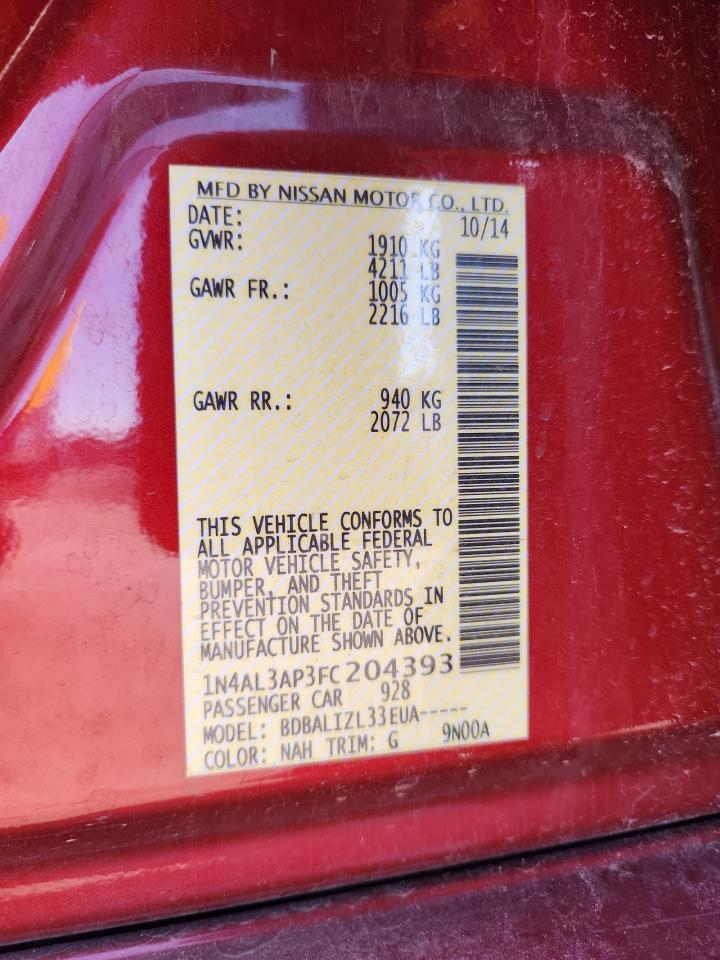 MFD BY NISSAN MOTOR CO., LTD.
DATE: 10/14
GVWR: 1910 KG
4211 LB
GAWR FR.: 1005 KG
2216 LB
GAWR RR.: 940 KG
2072 LB
THIS VEHICLE CONFORMS TO
ALL APPLICABLE FEDERAL
MOTOR VEHICLE SAFETY,
BUMPER, AND THEFT
PREVENTION STANDARDS IN
EFFECT ON THE DATE OF
MANUFACTURE SHOWN ABOVE.
1N4AL3AP3FC204393
PASSENGER CAR 928
MODEL: BDBALIZL33EUA-----
COLOR: NAH TRIM: G 9N00A